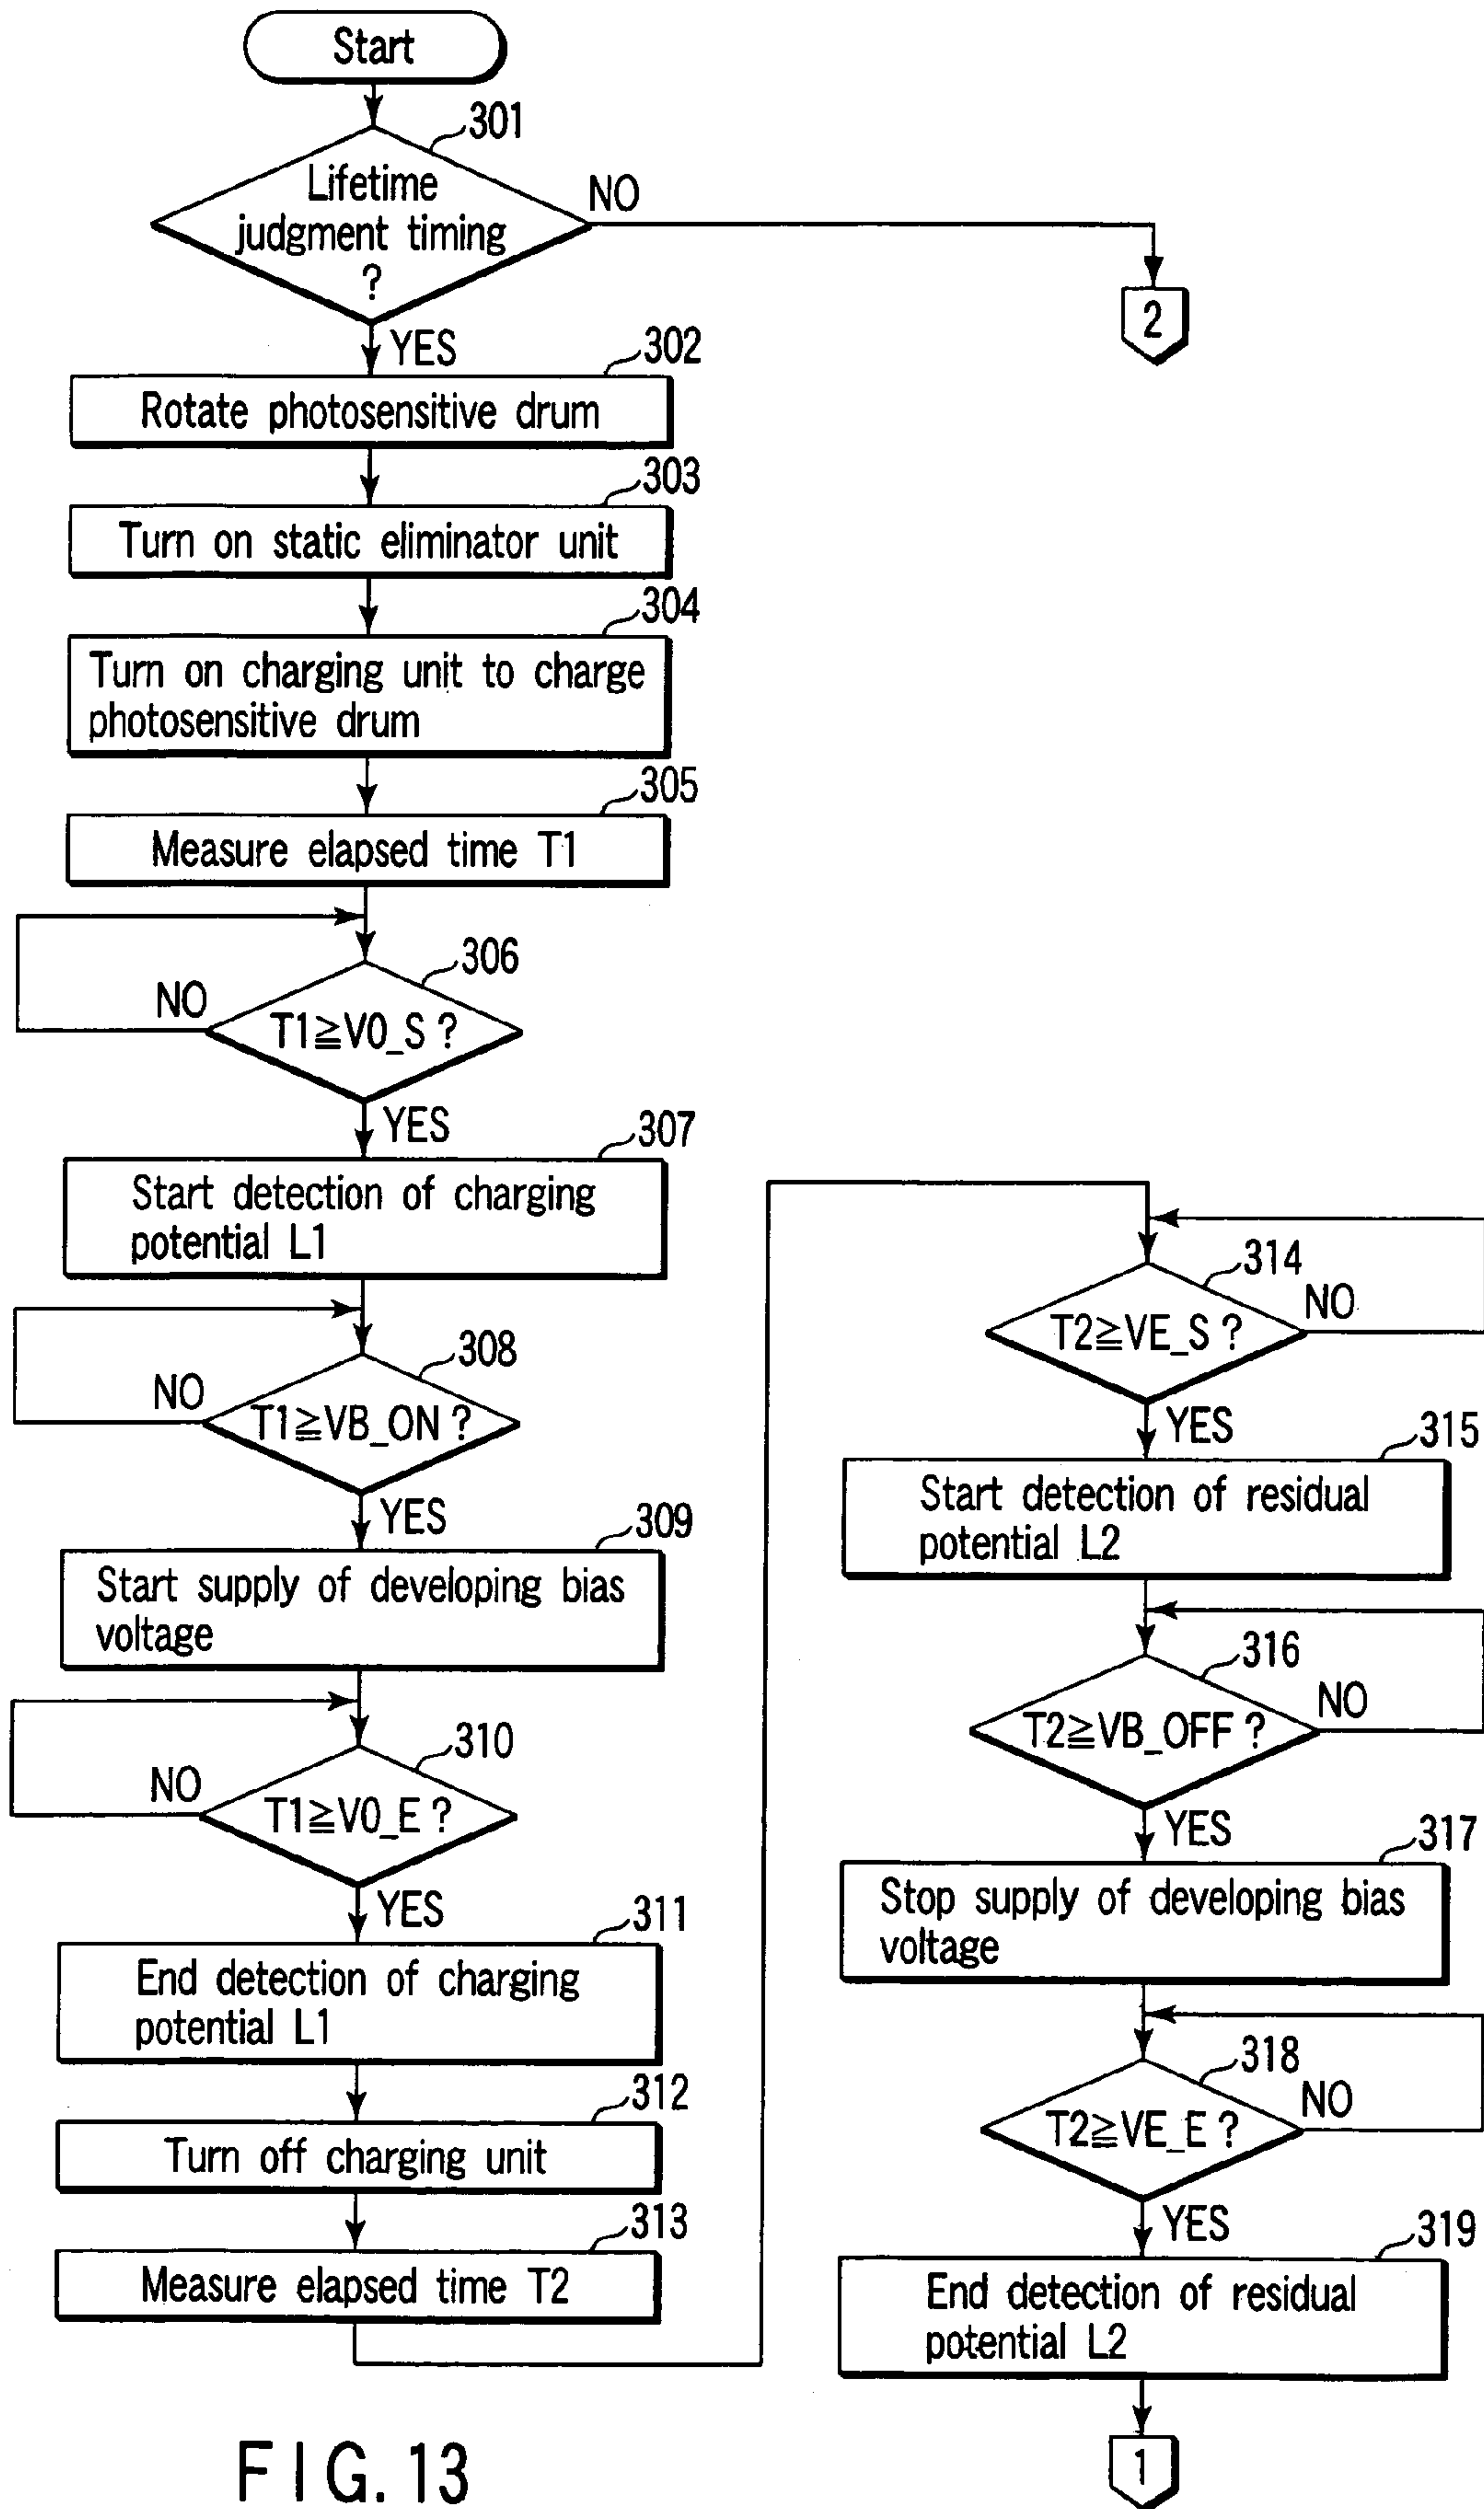 Start
301
Lifetime
judgment timing
?
NO
2
YES
302
Rotate photosensitive drum
303
Turn on static eliminator unit
304
Turn on charging unit to charge
photosensitive drum
305
Measure elapsed time T1
306
NO
T1≧V0_S ?
YES
307
Start detection of charging
potential L1
308
NO
T1≧VB_ON ?
YES
309
Start supply of developing bias
voltage
310
NO
T1≧V0_E ?
YES
311
End detection of charging
potential L1
312
Turn off charging unit
313
Measure elapsed time T2
314
NO
T2≧VE_S ?
YES
315
Start detection of residual
potential L2
316
NO
T2≧VB_OFF ?
YES
317
Stop supply of developing bias
voltage
318
NO
T2≧VE_E ?
YES
319
End detection of residual
potential L2
1
FIG. 13